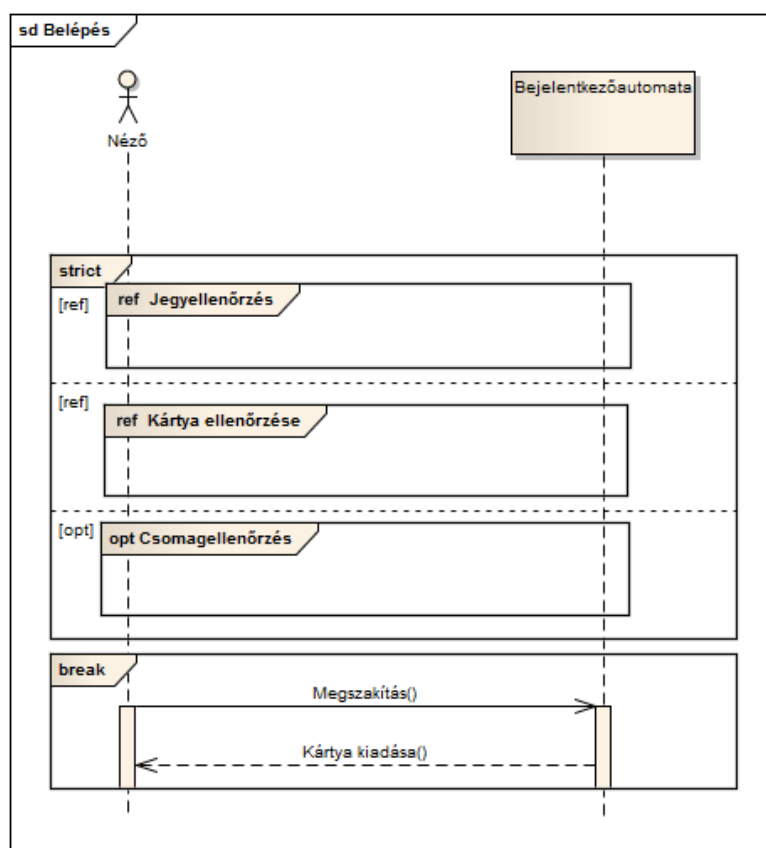 sd Belépés
Néző
Bejelentkezőautomata
strict
[ref]
ref Jegyellenőrzés
[ref]
ref Kártya ellenőrzése
[opt]
opt Csomagellenőrzés
break
Megszakítás()
Kártya kiadása()